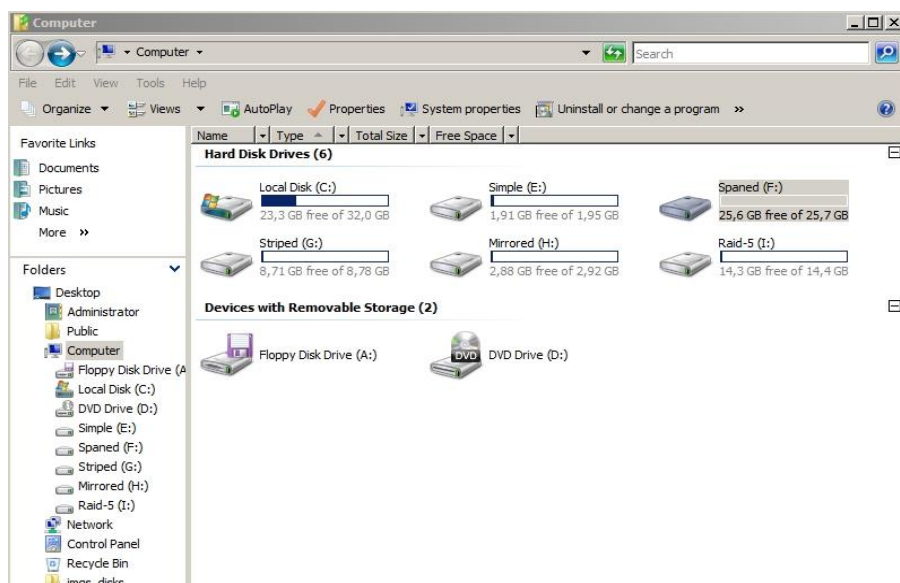 Computer
Computer
Search
File Edit View Tools Help
Organize Views AutoPlay Properties System properties Uninstall or change a program »
Favorite Links
Documents
Pictures
Music
More »
Folders
Desktop
Administrator
Public
Computer
Floppy Disk Drive (A
Local Disk (C:)
DVD Drive (D:)
Simple (E:)
Spaned (F:)
Striped (G:)
Mirrored (H:)
Raid-5 (I:)
Network
Control Panel
Recycle Bin
imgs_disks
Name Type Total Size Free Space
Hard Disk Drives (6)
Local Disk (C:)
23,3 GB free of 32,0 GB
Simple (E:)
1,91 GB free of 1,95 GB
Spaned (F:)
25,6 GB free of 25,7 GB
Striped (G:)
8,71 GB free of 8,78 GB
Mirrored (H:)
2,88 GB free of 2,92 GB
Raid-5 (I:)
14,3 GB free of 14,4 GB
Devices with Removable Storage (2)
Floppy Disk Drive (A:)
DVD
DVD Drive (D:)